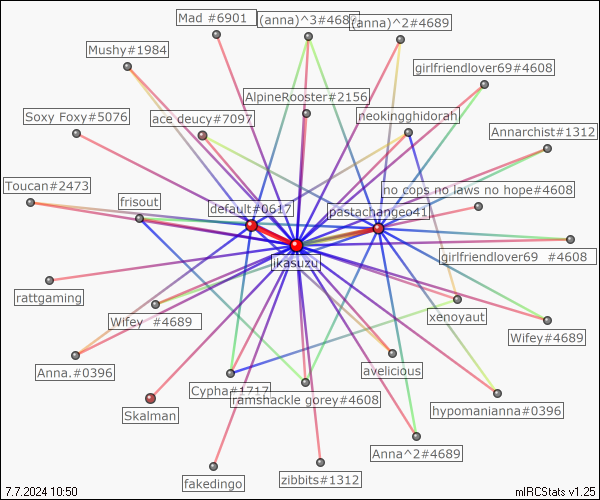 Mad #6901
(anna)^3#4689
(anna)^2#4689
Mushy#1984
girlfriendlover69#4608
AlpineRooster#2156
Soxy Foxy#5076
ace deucy#7097
neokingghidorah
Annarchist#1312
Toucan#2473
no cops no laws no hope#4608
frisout
default#0617
pastachangeo41
girlfriendlover69 #4608
ikasuzu
rattgaming
Wifey #4689
xenoyaut
Wifey#4689
Anna.#0396
avelicious
Cypha#1717
ramshackle gorey#4608
Skalman
hypomanianna#0396
Anna^2#4689
fakedingo
zibbits#1312
7.7.2024 10:50
mIRCStats v1.25